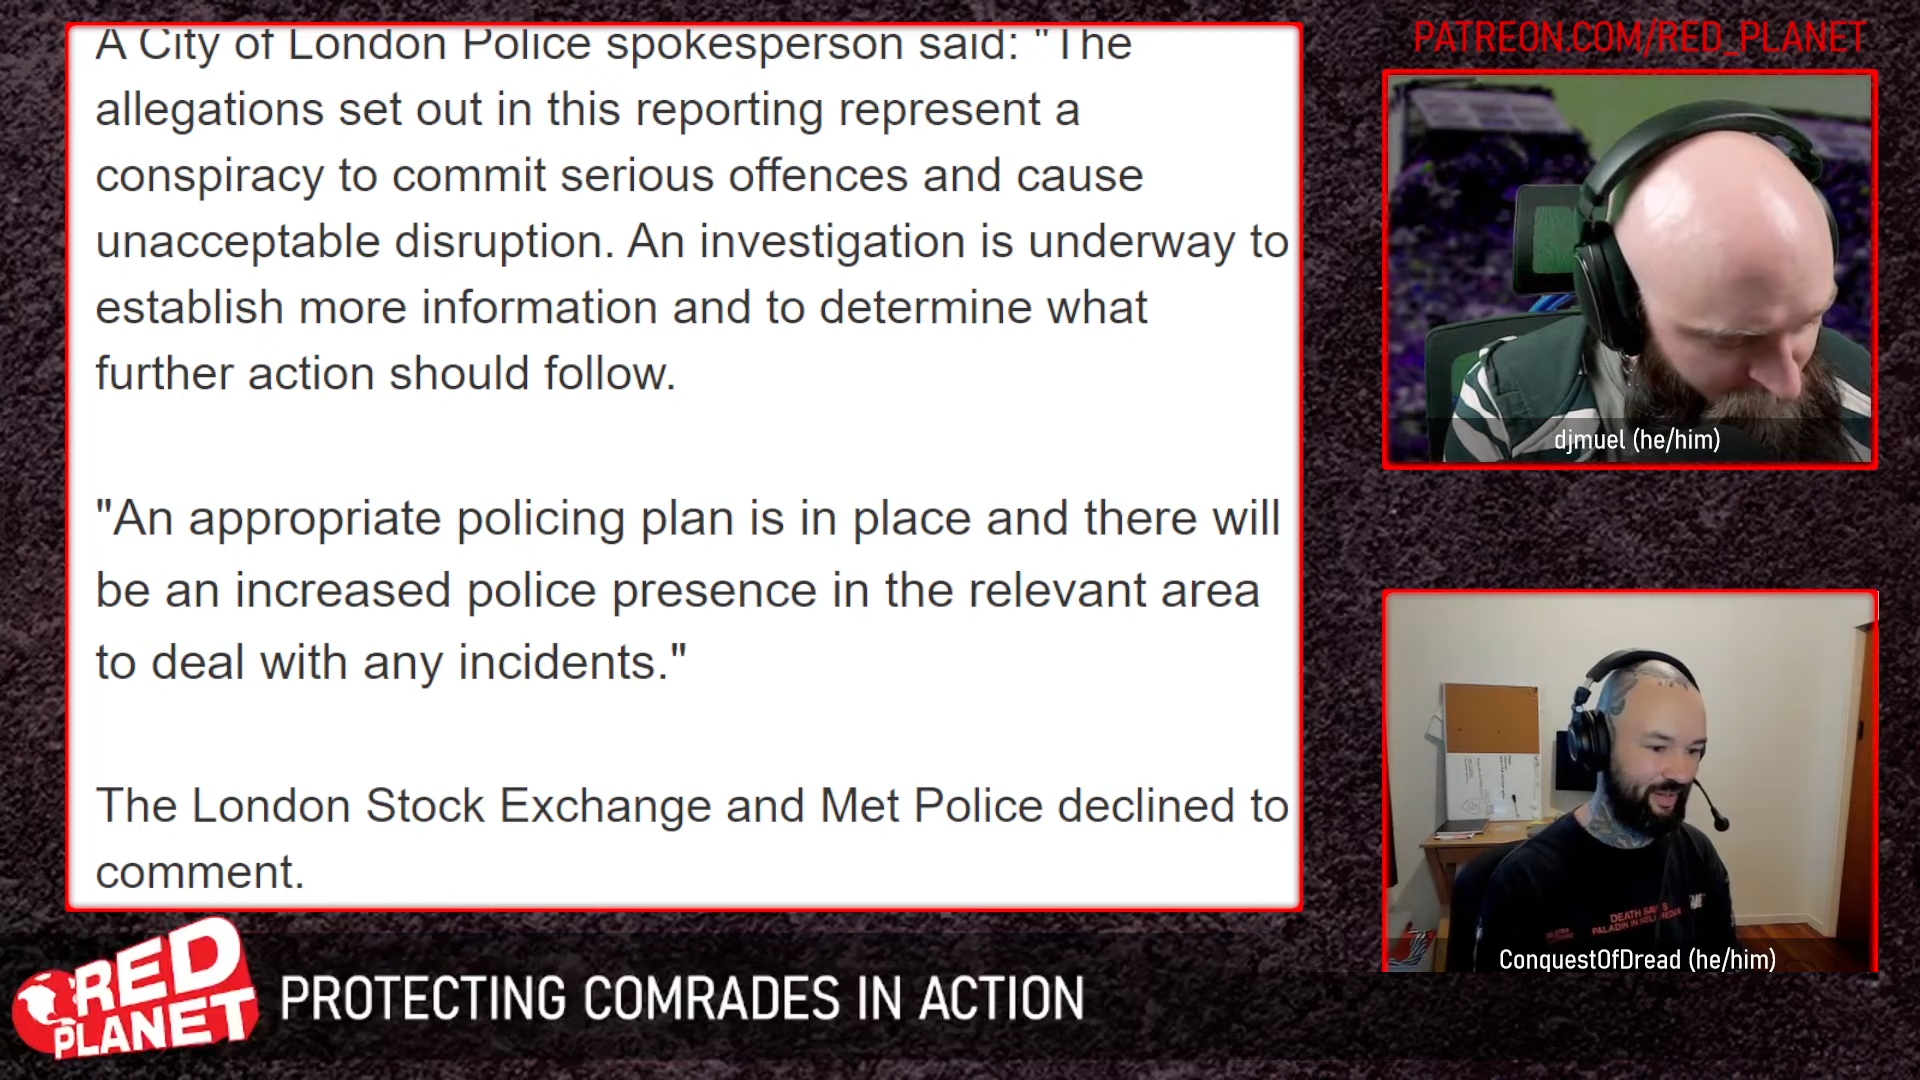 A City of London Police spokesperson said: "The
allegations set out in this reporting represent a
conspiracy to commit serious offences and cause
unacceptable disruption. An investigation is underway to
establish more information and to determine what
further action should follow.
"An appropriate policing plan is in place and there will
be an increased police presence in the relevant area
to deal with any incidents."
The London Stock Exchange and Met Police declined to
comment.
PATREON.COM/RED_PLANET
djmuel (he/him)
ConquestOfDread (he/him)
RED
PLANET
PROTECTING COMRADES IN ACTION